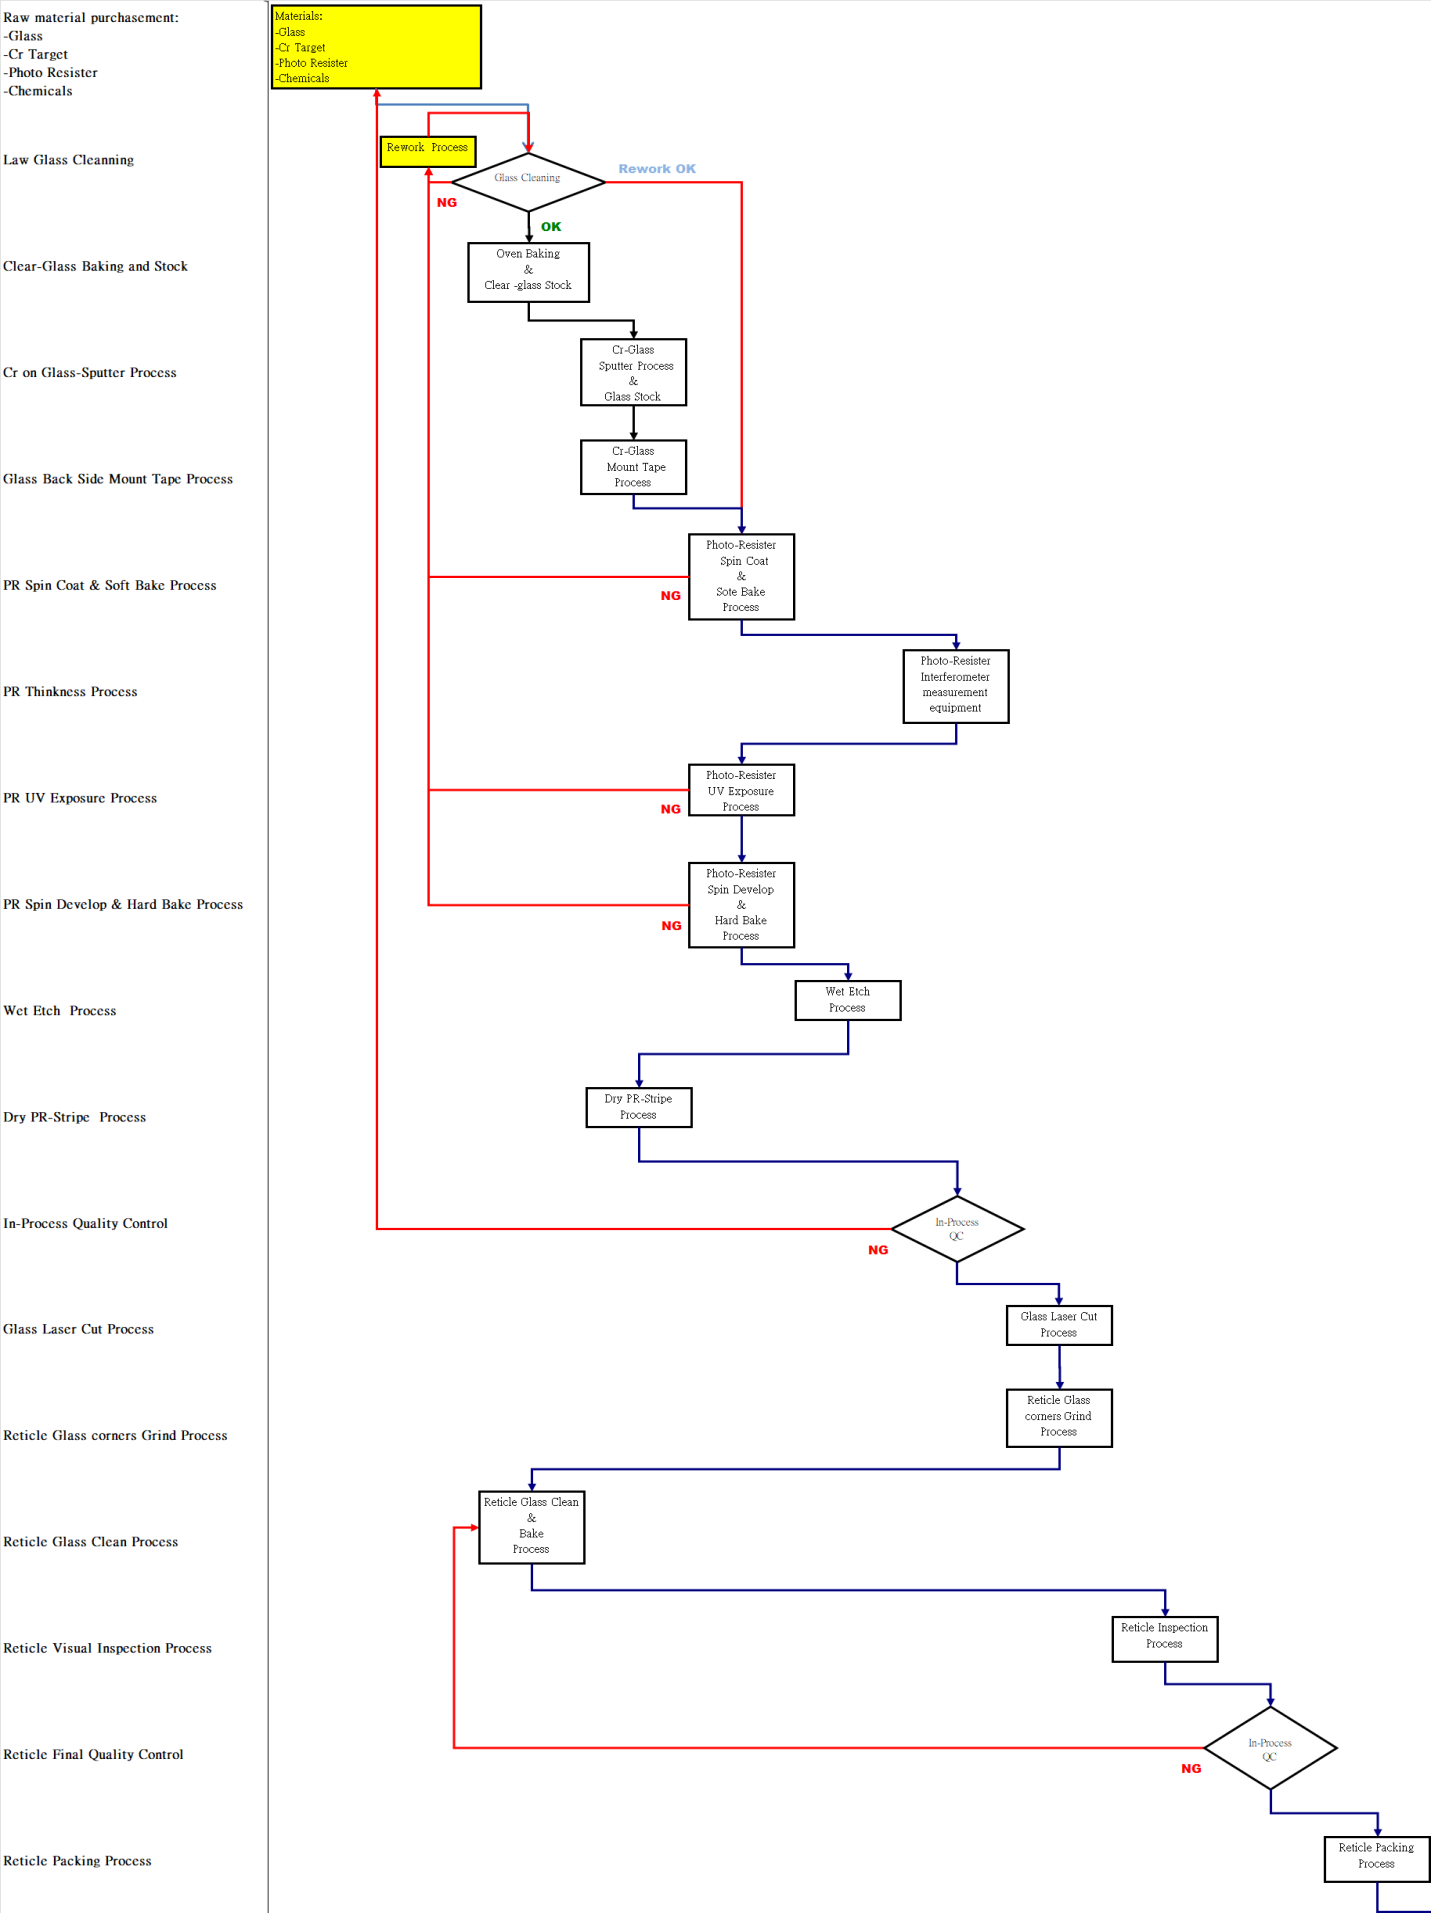 Raw material purchasement:
-Glass
-Cr Target
-Photo Resister
-Chemicals
Materials:
-Glass
-Cr Target
-Photo Resister
-Chemicals
Law Glass Cleanning
Rework Process
Glass Cleaning
Rework OK
NG
OK
Clear-Glass Baking and Stock
Oven Baking
&
Clear -glass Stock
Cr on Glass-Sputter Process
Cr-Glass
Sputter Process
&
Glass Stock
Glass Back Side Mount Tape Process
Cr-Glass
Mount Tape
Process
PR Spin Coat & Soft Bake Process
Photo-Resister
Spin Coat
&
Sote Bake
Process
NG
PR Thinkness Process
Photo-Resister
Interferometer
measurement
equipment
PR UV Exposure Process
Photo-Resister
UV Exposure
Process
NG
PR Spin Develop & Hard Bake Process
Photo-Resister
Spin Develop
&
Hard Bake
Process
NG
Wet Etch Process
Wet Etch
Process
Dry PR-Stripe Process
Dry PR-Stripe
Process
In-Process Quality Control
In-Process
QC
NG
Glass Laser Cut Process
Glass Laser Cut
Process
Reticle Glass corners Grind Process
Reticle Glass
corners Grind
Process
Reticle Glass Clean Process
Reticle Glass Clean
&
Bake
Process
Reticle Visual Inspection Process
Reticle Inspection
Process
Reticle Final Quality Control
In-Process
QC
NG
Reticle Packing Process
Reticle Packing
Process